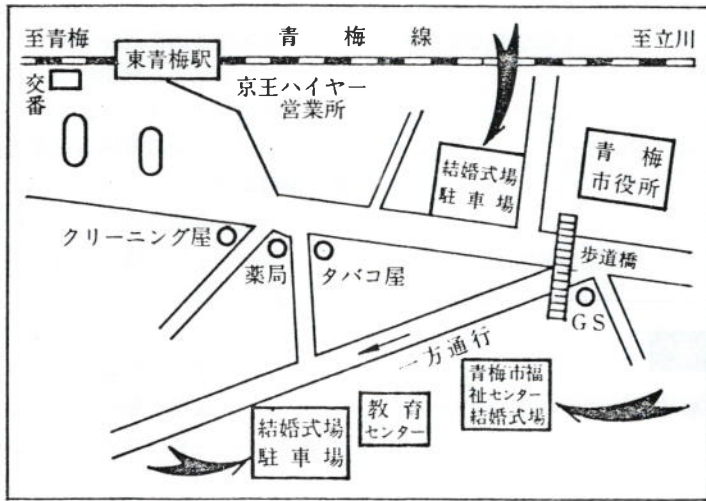 至青梅
東青梅駅
青梅線
至立川
交番
京王ハイヤー
営業所
結婚式場
駐車場
青梅
市役所
クリーニング屋
薬局
タバコ屋
歩道橋
GS
一方通行
青梅市福
祉センター
結婚式場
教育
センター
結婚式場
駐車場